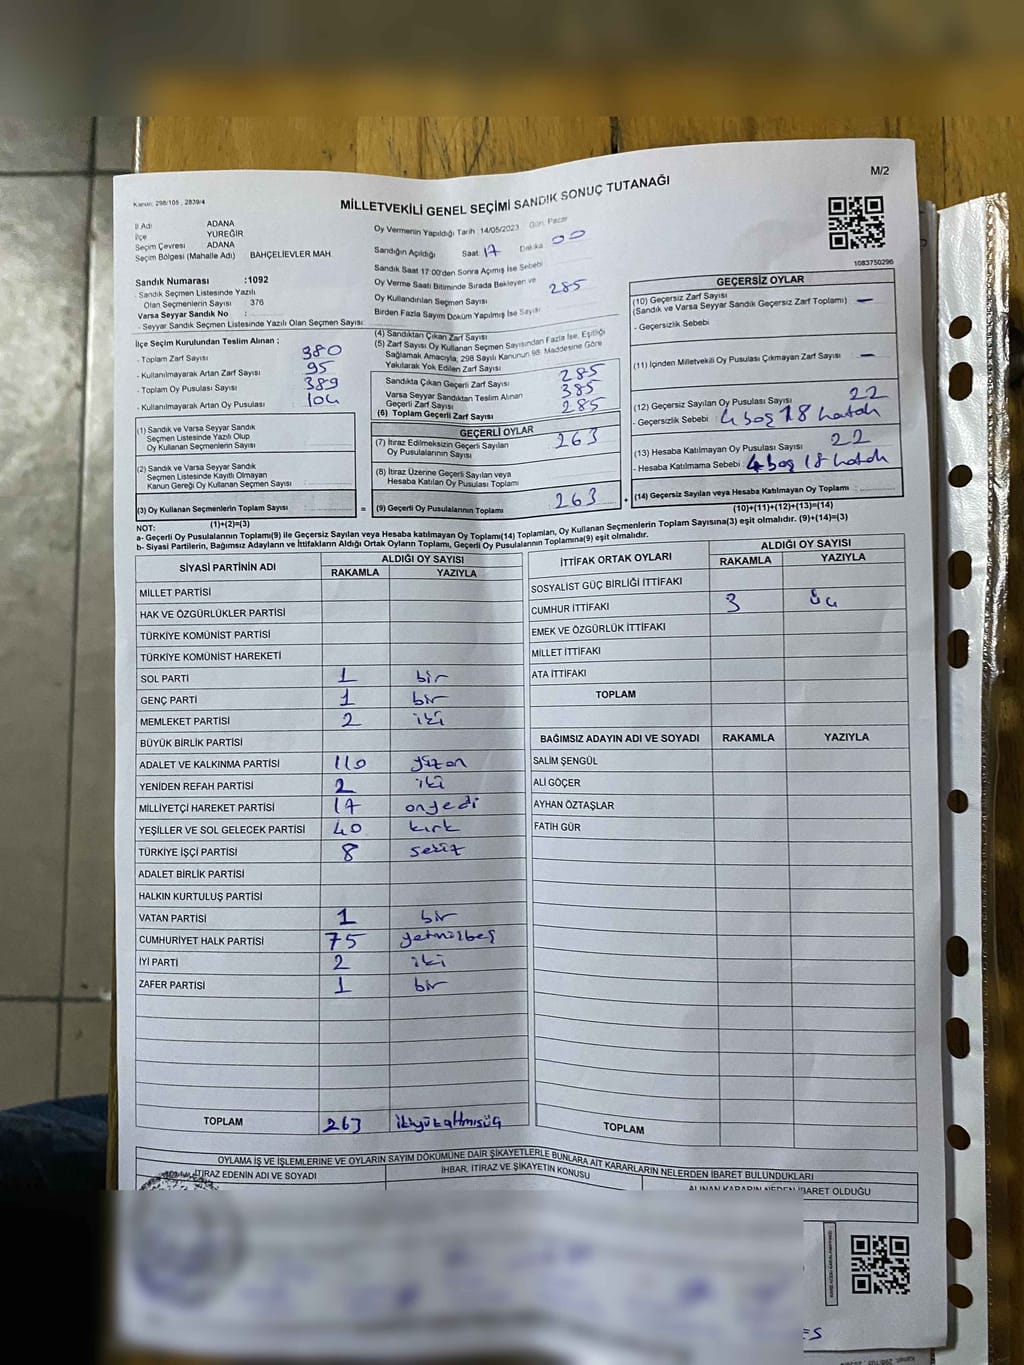 M/2
Kanun: 298/105 , 2839/4
MİLLETVEKİLİ GENEL SEÇİMİ SANDIK SONUÇ TUTANAĞI
İl Adı ADANA
İlçe YÜREĞİR
Seçim Çevresi ADANA
Seçim Bölgesi (Mahalle Adı) BAHÇELİEVLER MAH.
Oy Vermenin Yapıldığı Tarih 14/05/2023 Gün: Pazar
Sandığın Açıldığı Saat 17 Dakika 00
Sandık Saat 17:00'den Sonra Açımış İse Sebebi
Oy Verme Saati Bitiminde Sırada Bekleyen ve
Oy Kullandırılan Seçmen Sayısı 285
Birden Fazla Sayım Döküm Yapılmış İse Sayısı
1083750296
Sandık Numarası :1092
- Sandık Seçmen Listesinde Yazılı
Olan Seçmenlerin Sayısı 376
Varsa Seyyar Sandık No :
- Seyyar Sandık Seçmen Listesinde Yazılı Olan Seçmen Sayısı:
İlçe Seçim Kurulundan Teslim Alınan ;
- Toplam Zarf Sayısı : 380
- Kullanılmayarak Artan Zarf Sayısı : 95
- Toplam Oy Pusulası Sayısı : 389
- Kullanılmayarak Artan Oy Pusulası : 104
(1) Sandık ve Varsa Seyyar Sandık
Seçmen Listesinde Yazılı Olup
Oy Kullanan Seçmenlerin Sayısı
(2) Sandık ve Varsa Seyyar Sandık
Seçmen Listesinde Kayıtlı Olmayan
Kanun Gereği Oy Kullanan Seçmen Sayısı
(3) Oy Kullanan Seçmenlerin Toplam Sayısı
(1)+(2)=(3)
(4) Sandıktan Çıkan Zarf Sayısı
(5) Zarf Sayısı Oy Kullanan Seçmen Sayısından Fazla İse, Eşitliği
Sağlamak Amacıyla, 298 Sayılı Kanunun 98. Maddesine Göre
Yakılarak Yok Edilen Zarf Sayısı
Sandıkta Çıkan Geçerli Zarf Sayısı 285
Varsa Seyyar Sandıktan Teslim Alınan
Geçerli Zarf Sayısı 385
(6) Toplam Geçerli Zarf Sayısı 285
GEÇERLİ OYLAR
(7) İtiraz Edilmeksizin Geçerli Sayılan
Oy Pusulalarının Sayısı 263
(8) İtiraz Üzerine Geçerli Sayılan veya
Hesaba Katılan Oy Pusulası Toplamı
= (9) Geçerli Oy Pusulalarının Toplamı 263 +
GEÇERSİZ OYLAR
(10) Geçersiz Zarf Sayısı
(Sandık ve Varsa Seyyar Sandık Geçersiz Zarf Toplamı) —
- Geçersizlik Sebebi
(11) İçinden Milletvekili Oy Pusulası Çıkmayan Zarf Sayısı —
(12) Geçersiz Sayılan Oy Pusulası Sayısı 22
- Geçersizlik Sebebi 4 boş 18 hatalı
(13) Hesaba Katılmayan Oy Pusulası Sayısı 22
- Hesaba Katılmama Sebebi 4 boş 18 hatalı
(14) Geçersiz Sayılan veya Hesaba Katılmayan Oy Toplamı :
(10)+(11)+(12)+(13)=(14)
NOT:
a- Geçerli Oy Pusulalarının Toplamı(9) ile Geçersiz Sayılan veya Hesaba katılmayan Oy Toplamı(14) Toplamları, Oy Kullanan Seçmenlerin Toplam Sayısına(3) eşit olmalıdır. (9)+(14)=(3)
b- Siyasi Partilerin, Bağımsız Adayların ve İttifakların Aldığı Ortak Oyların Toplamı, Geçerli Oy Pusulalarının Toplamına(9) eşit olmalıdır.
SİYASİ PARTİNİN ADI ALDIĞI OY SAYISI
RAKAMLA YAZIYLA
MİLLET PARTİSİ
HAK VE ÖZGÜRLÜKLER PARTİSİ
TÜRKİYE KOMÜNİST PARTİSİ
TÜRKİYE KOMÜNİST HAREKETİ
SOL PARTİ 1 bir
GENÇ PARTİ 1 bir
MEMLEKET PARTİSİ 2 iki
BÜYÜK BİRLİK PARTİSİ
ADALET VE KALKINMA PARTİSİ 110 yüzon
YENİDEN REFAH PARTİSİ 2 iki
MİLLİYETÇİ HAREKET PARTİSİ 17 onyedi
YEŞİLLER VE SOL GELECEK PARTİSİ 40 kırk
TÜRKİYE İŞÇİ PARTİSİ 8 sekiz
ADALET BİRLİK PARTİSİ
HALKIN KURTULUŞ PARTİSİ
VATAN PARTİSİ 1 bir
CUMHURİYET HALK PARTİSİ 75 yetmişbeş
İYİ PARTİ 2 iki
ZAFER PARTİSİ 1 bir
TOPLAM 263 ikiyüzaltmışüç
İTTİFAK ORTAK OYLARI ALDIĞI OY SAYISI
RAKAMLA YAZIYLA
SOSYALİST GÜÇ BİRLİĞİ İTTİFAKI
CUMHUR İTTİFAKI 3 üç
EMEK VE ÖZGÜRLÜK İTTİFAKI
MİLLET İTTİFAKI
ATA İTTİFAKI
TOPLAM
BAĞIMSIZ ADAYIN ADI VE SOYADI RAKAMLA YAZIYLA
SALİM ŞENGÜL
ALİ GÖÇER
AYHAN ÖZTAŞLAR
FATİH GÜR
TOPLAM
OYLAMA İŞ VE İŞLEMLERİNE VE OYLARIN SAYIM DÖKÜMÜNE DAİR ŞİKAYETLERLE BUNLARA AİT KARARLARIN NELERDEN İBARET BULUNDUKLARI
İTİRAZ EDENİN ADI VE SOYADI İHBAR, İTİRAZ VE ŞİKAYETİN KONUSU ALINAN KARARIN NEDEN İBARET OLDUĞU